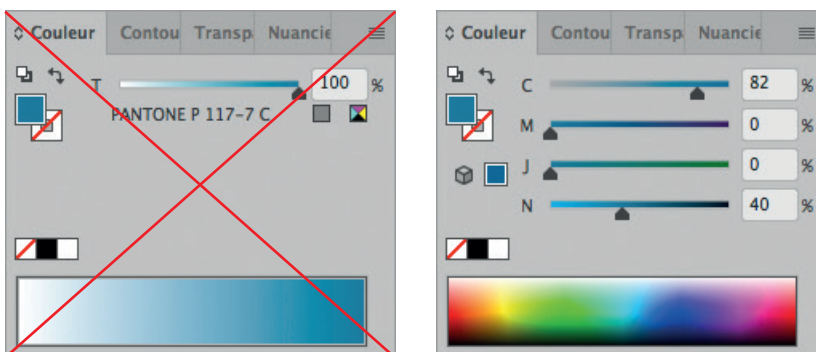 Couleur Contou Transp Nuancie
T 100 %
PANTONE P 117-7 C
Couleur Contou Transp Nuancie
C 82 %
M 0 %
J 0 %
N 40 %